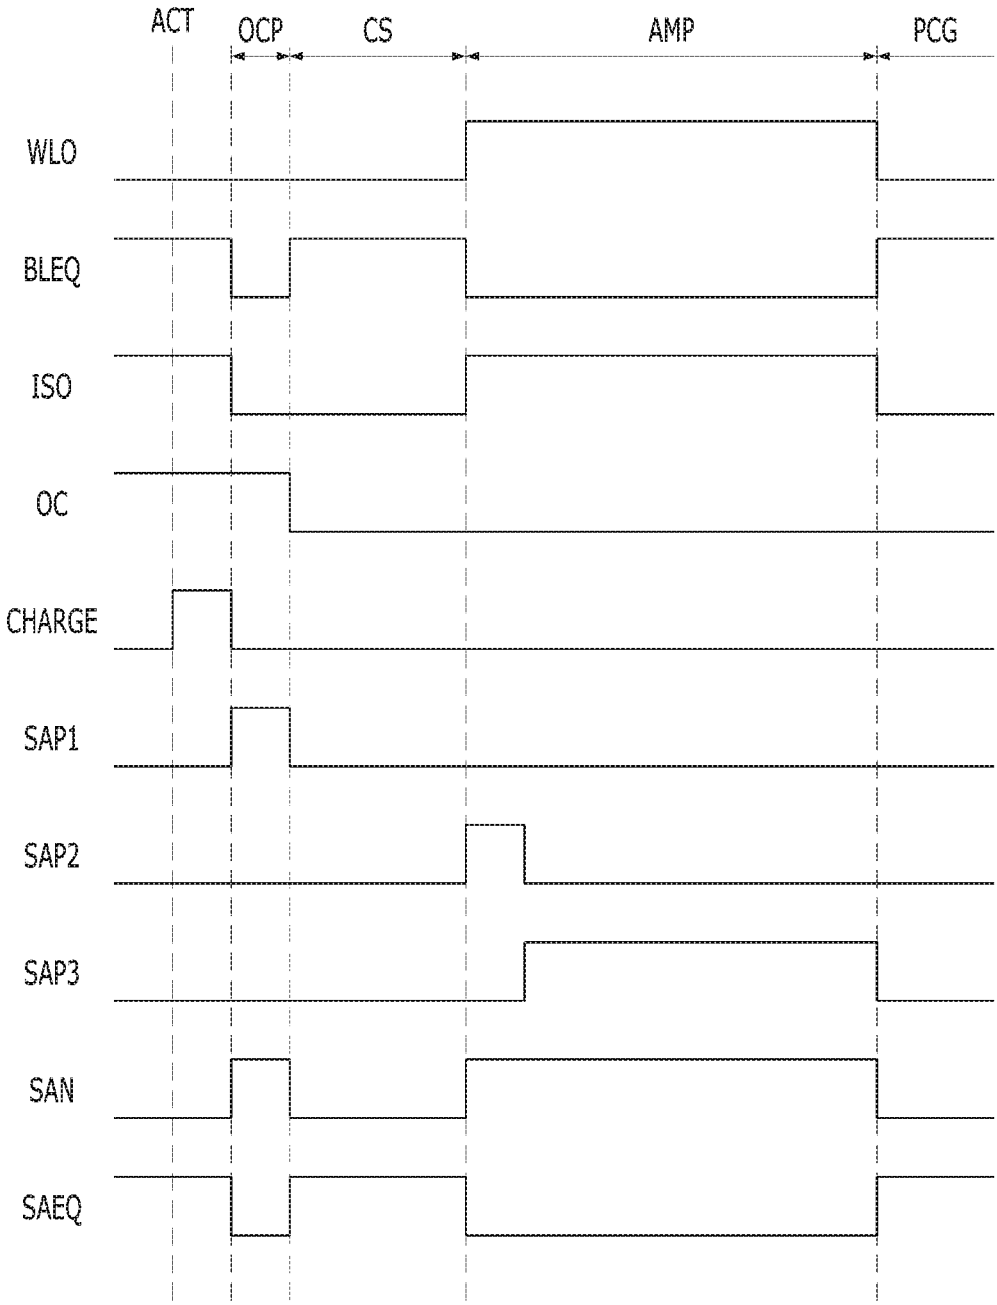 ACT OCP CS AMP PCG
WLO
BLEQ
ISO
OC
CHARGE
SAP1
SAP2
SAP3
SAN
SAEQ